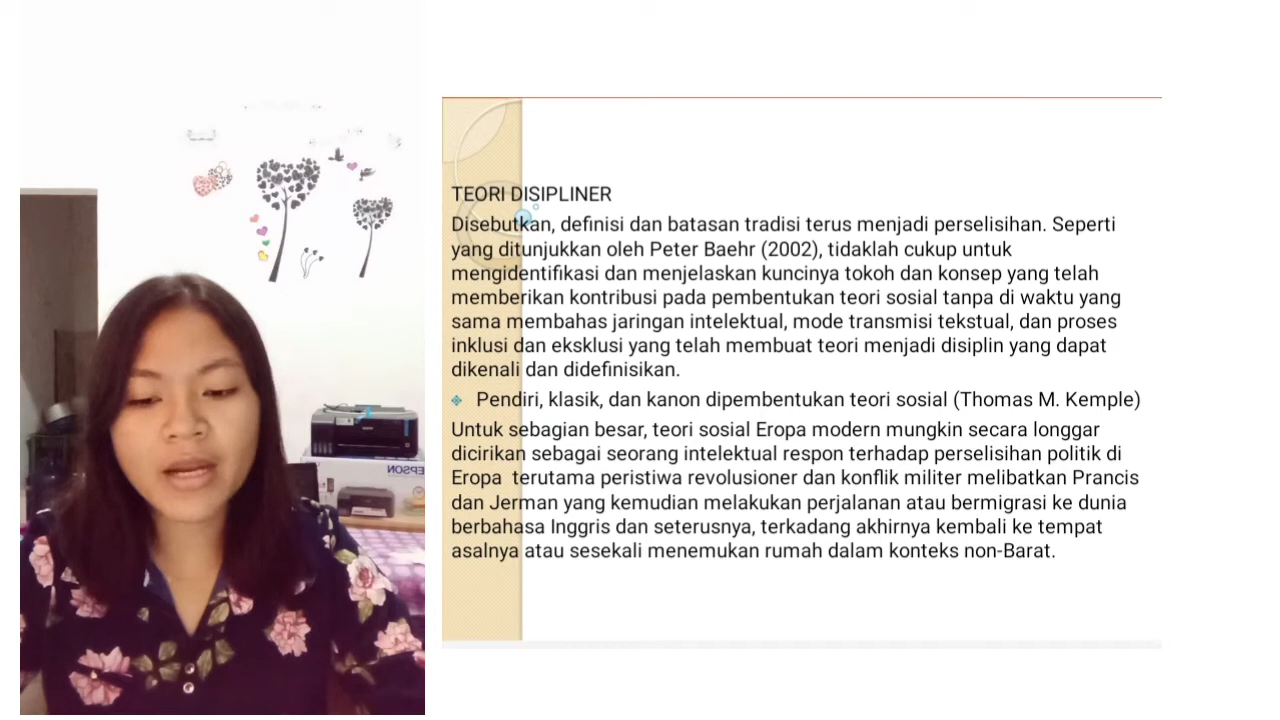 TEORI DISIPLINER
Disebutkan, definisi dan batasan tradisi terus menjadi perselisihan. Seperti
yang ditunjukkan oleh Peter Baehr (2002), tidaklah cukup untuk
mengidentifikasi dan menjelaskan kuncinya tokoh dan konsep yang telah
memberikan kontribusi pada pembentukan teori sosial tanpa di waktu yang
sama membahas jaringan intelektual, mode transmisi tekstual, dan proses
inklusi dan eksklusi yang telah membuat teori menjadi disiplin yang dapat
dikenali dan didefinisikan.
Pendiri, klasik, dan kanon dipembentukan teori sosial (Thomas M. Kemple)
Untuk sebagian besar, teori sosial Eropa modern mungkin secara longgar
dicirikan sebagai seorang intelektual respon terhadap perselisihan politik di
Eropa  terutama peristiwa revolusioner dan konflik militer melibatkan Prancis
dan Jerman yang kemudian melakukan perjalanan atau bermigrasi ke dunia
berbahasa Inggris dan seterusnya, terkadang akhirnya kembali ke tempat
asalnya atau sesekali menemukan rumah dalam konteks non-Barat.
EPSON